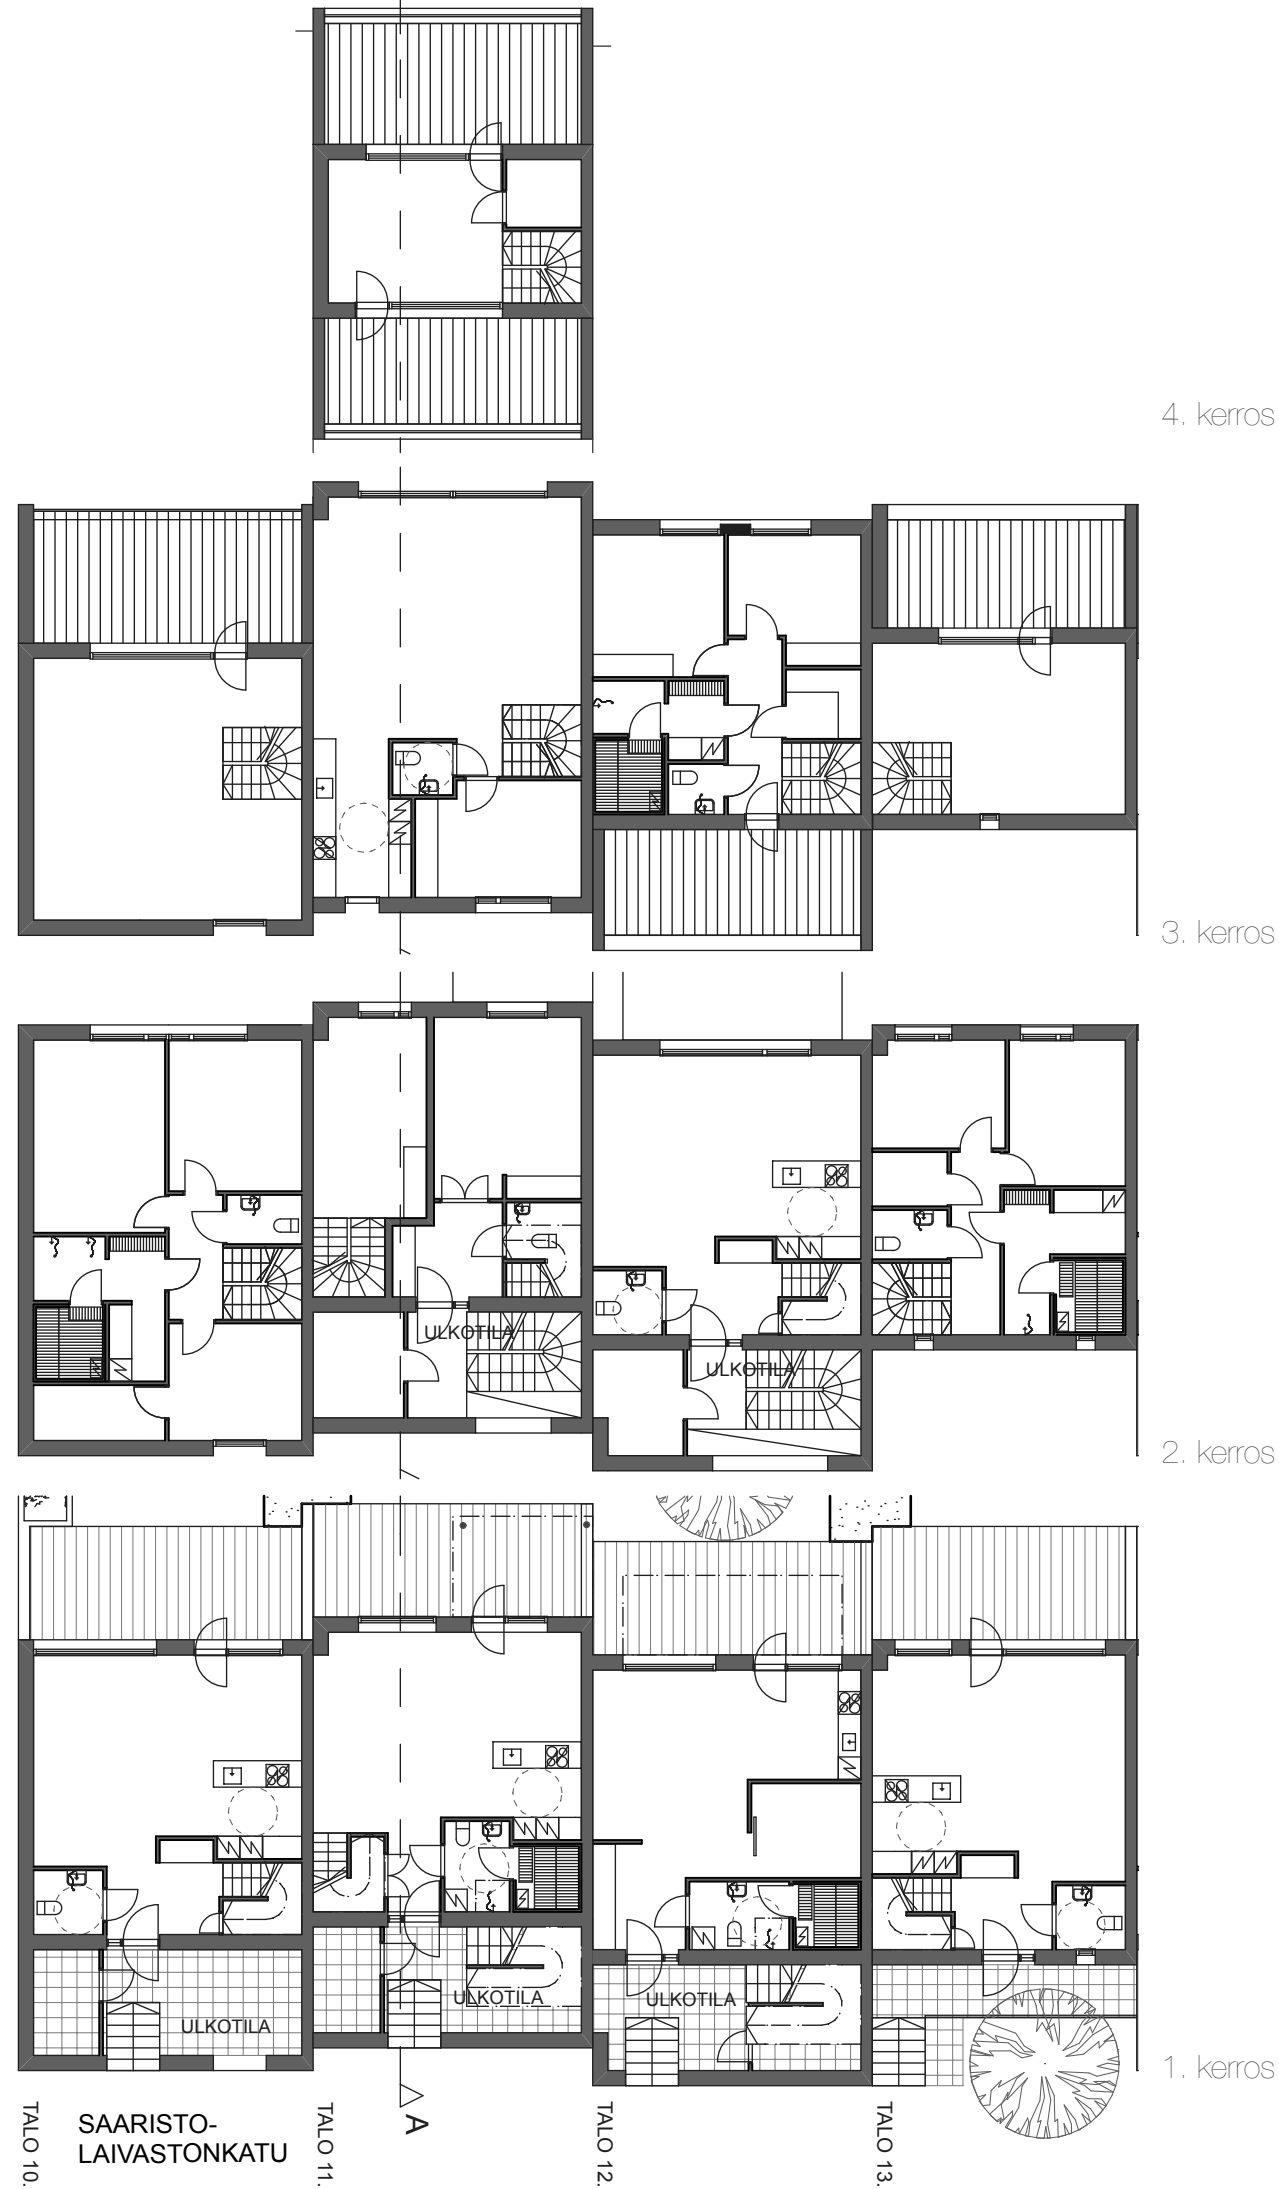 4. kerros
3. kerros
ULKOTILA
ULKOTILA
2. kerros
ULKOTILA
ULKOTILA
ULKOTILA
1. kerros
TALO 10.
SAARISTO-
LAIVASTONKATU
TALO 11.
A
TALO 12.
TALO 13.